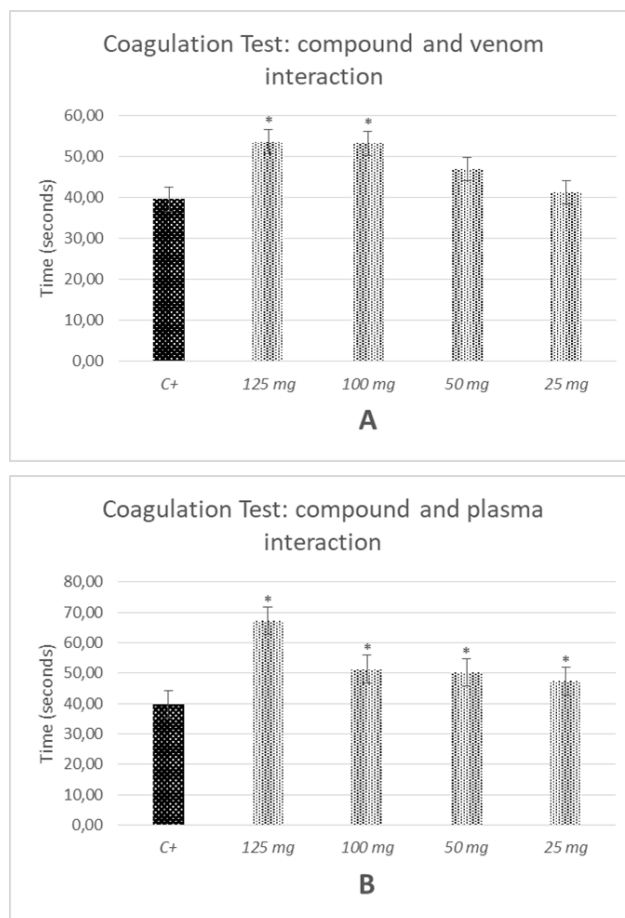 Coagulation Test: compound and venom
interaction
60,00
*
*
50,00
40,00
30,00
20,00
10,00
0,00
Time (seconds)
C+ 125 mg 100 mg 50 mg 25 mg
A
Coagulation Test: compound and plasma
interaction
80,00
70,00
*
60,00
*
*
*
50,00
40,00
30,00
20,00
10,00
0,00
Time (seconds)
C+ 125 mg 100 mg 50 mg 25 mg
B